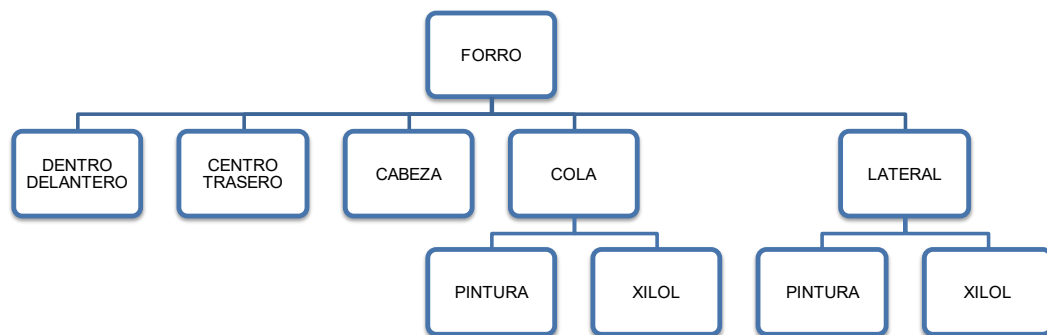 FORRO
DENTRO
DELANTERO
CENTRO
TRASERO
CABEZA
COLA
LATERAL
PINTURA
XILOL
PINTURA
XILOL